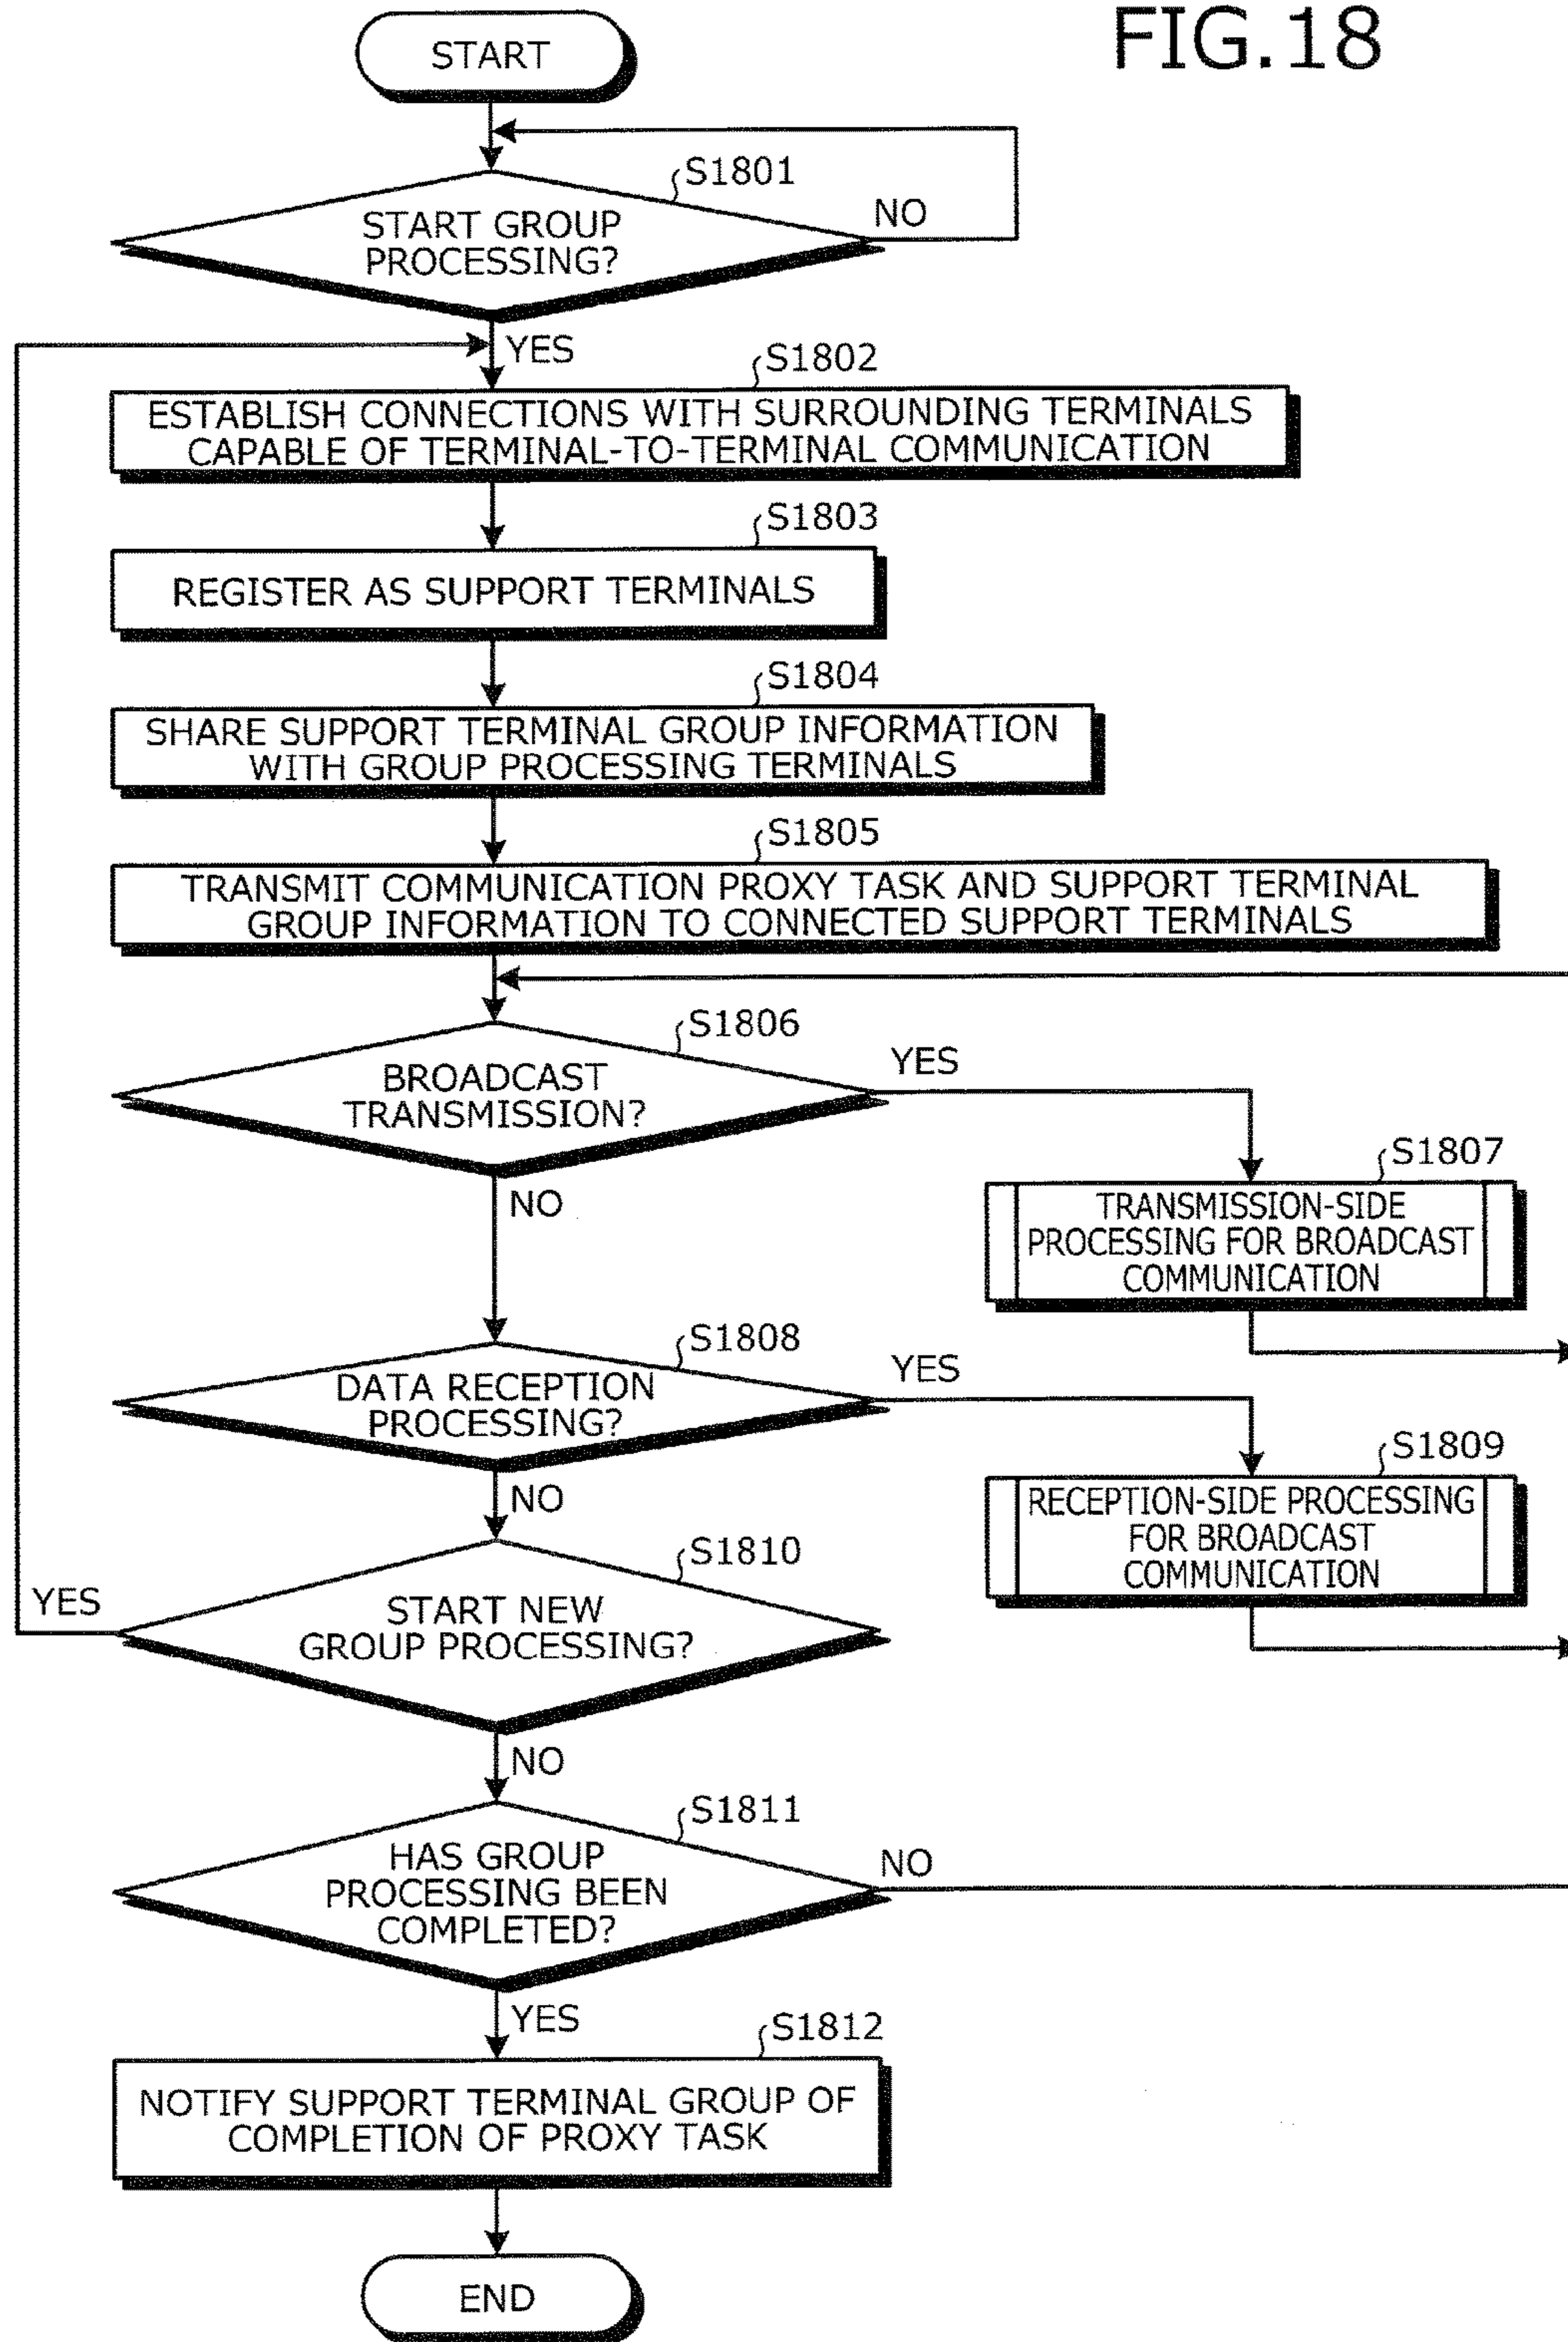 FIG.18
START
S1801
START GROUP
PROCESSING?
NO
YES
S1802
ESTABLISH CONNECTIONS WITH SURROUNDING TERMINALS
CAPABLE OF TERMINAL-TO-TERMINAL COMMUNICATION
S1803
REGISTER AS SUPPORT TERMINALS
S1804
SHARE SUPPORT TERMINAL GROUP INFORMATION
WITH GROUP PROCESSING TERMINALS
S1805
TRANSMIT COMMUNICATION PROXY TASK AND SUPPORT TERMINAL
GROUP INFORMATION TO CONNECTED SUPPORT TERMINALS
S1806
BROADCAST
TRANSMISSION?
YES
NO
S1807
TRANSMISSION-SIDE
PROCESSING FOR BROADCAST
COMMUNICATION
S1808
DATA RECEPTION
PROCESSING?
YES
NO
S1809
RECEPTION-SIDE PROCESSING
FOR BROADCAST
COMMUNICATION
S1810
START NEW
GROUP PROCESSING?
YES
NO
S1811
HAS GROUP
PROCESSING BEEN
COMPLETED?
NO
YES
S1812
NOTIFY SUPPORT TERMINAL GROUP OF
COMPLETION OF PROXY TASK
END